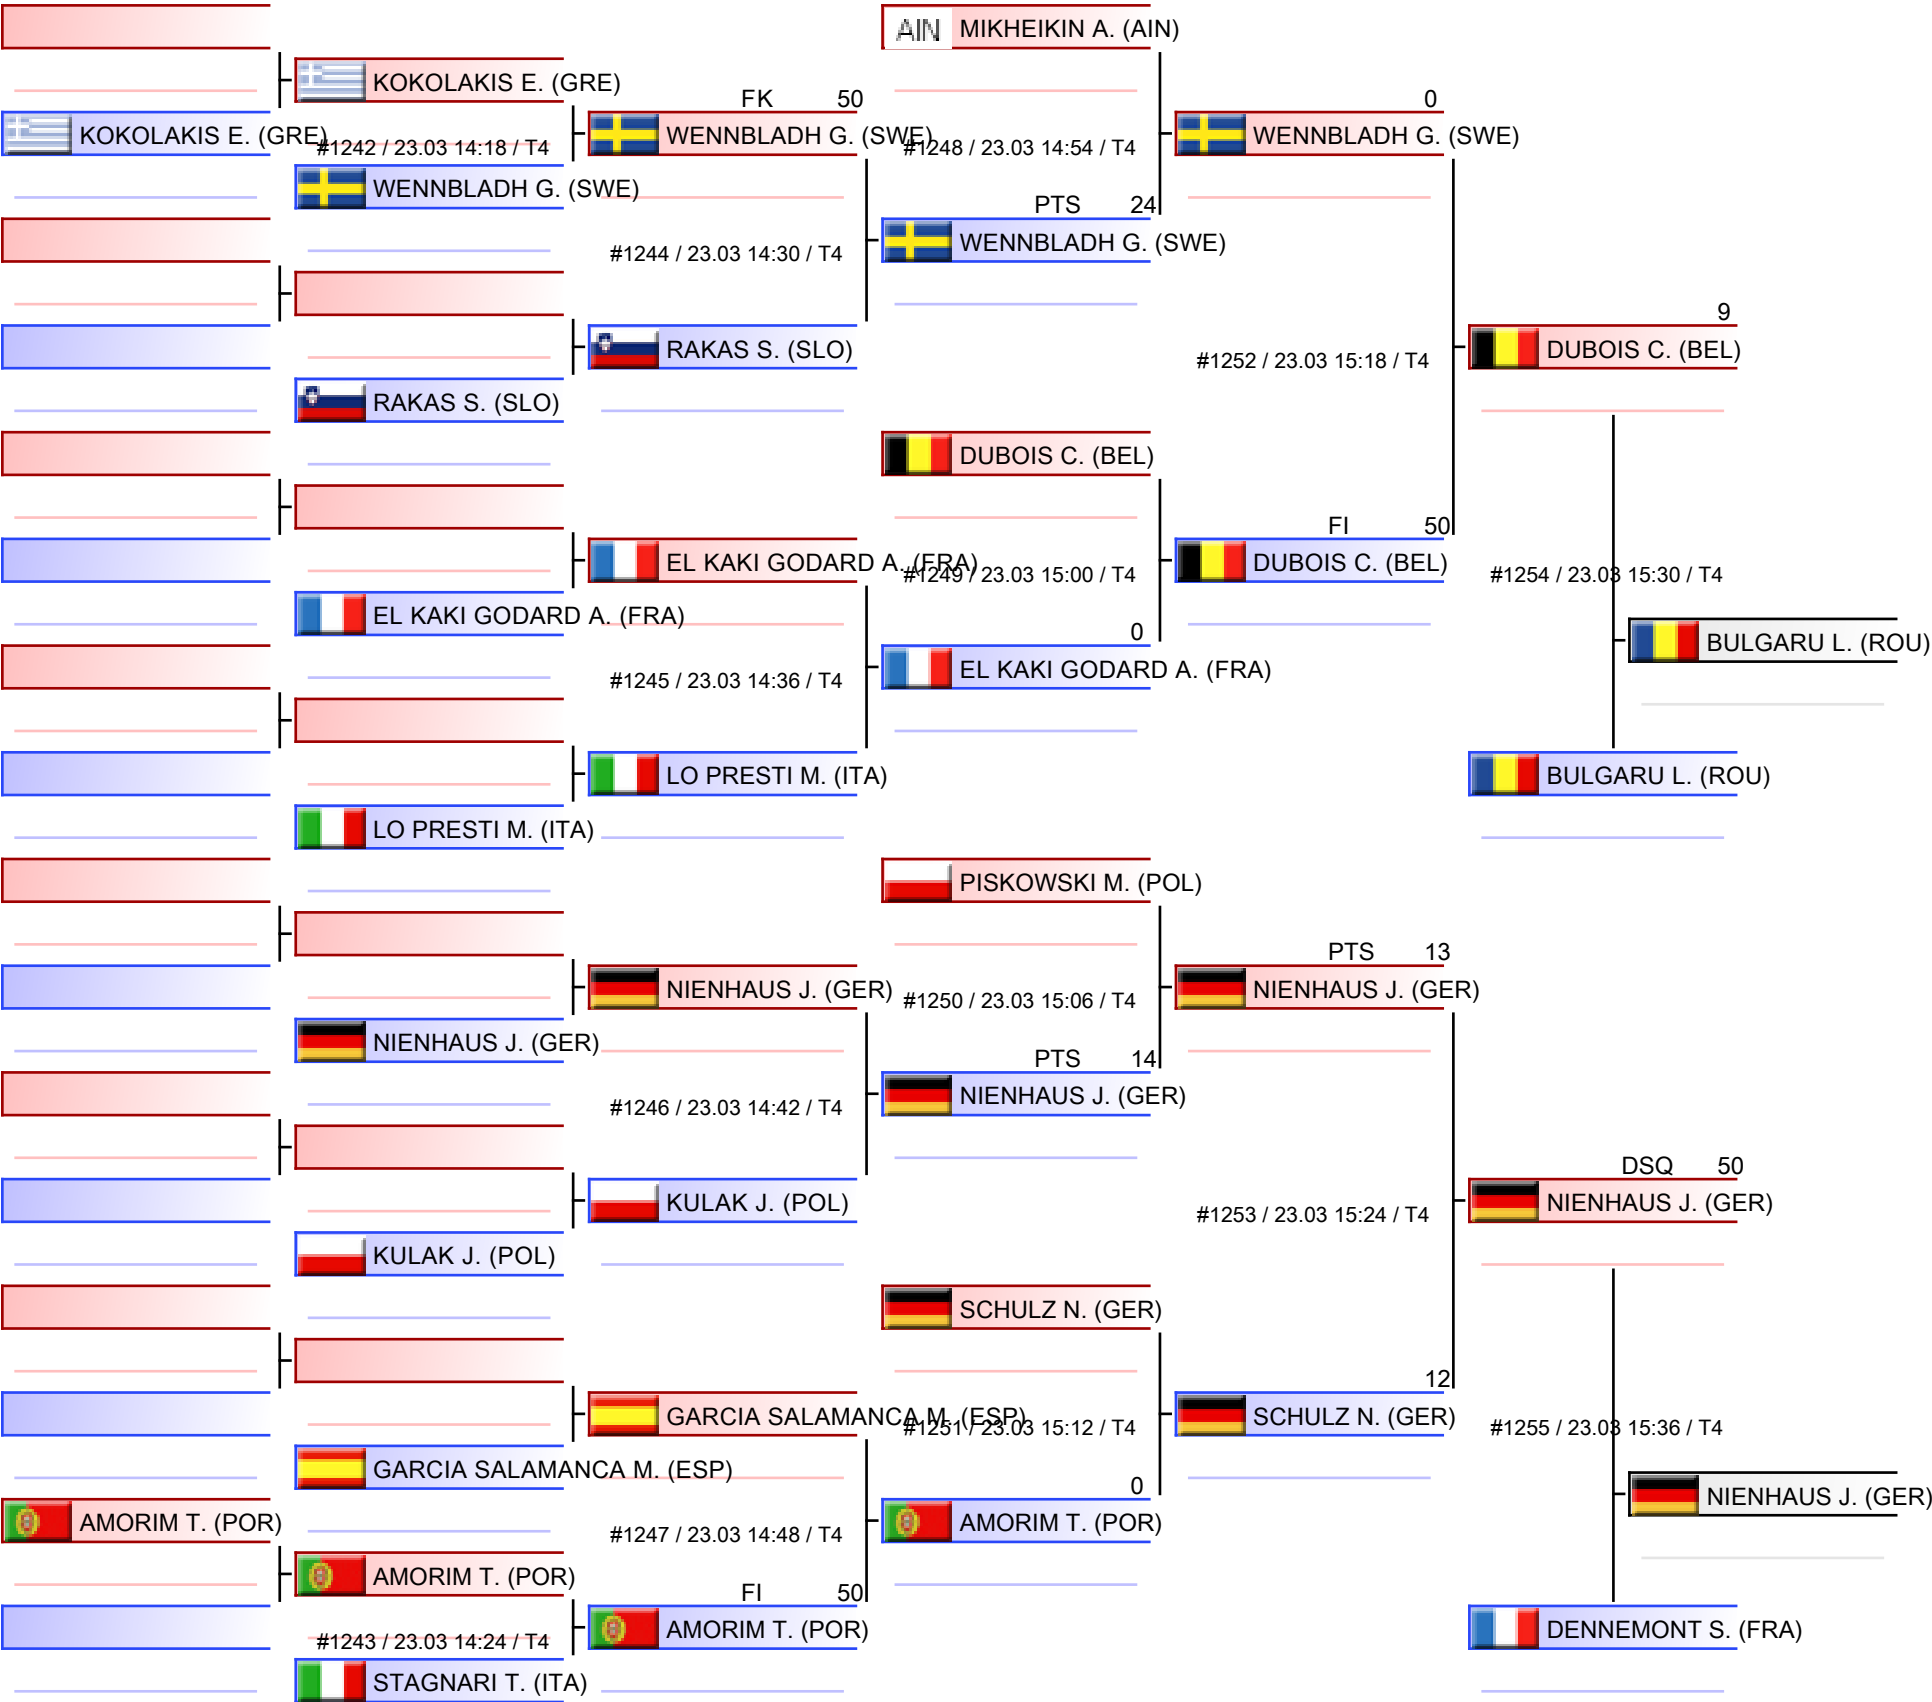 AIN MIKHEIKIN A. (AIN)
KOKOLAKIS E. (GRE)
FK 50
0
KOKOLAKIS E. (GRE)
#1242 / 23.03 14:18 / T4
WENNBLADH G. (SWE)
#1248 / 23.03 14:54 / T4
WENNBLADH G. (SWE)
WENNBLADH G. (SWE)
PTS 24
#1244 / 23.03 14:30 / T4
WENNBLADH G. (SWE)
9
RAKAS S. (SLO)
#1252 / 23.03 15:18 / T4
DUBOIS C. (BEL)
RAKAS S. (SLO)
DUBOIS C. (BEL)
FI 50
EL KAKI GODARD A. (FRA)
#1249 / 23.03 15:00 / T4
DUBOIS C. (BEL)
#1254 / 23.03 15:30 / T4
EL KAKI GODARD A. (FRA)
0
BULGARU L. (ROU)
#1245 / 23.03 14:36 / T4
EL KAKI GODARD A. (FRA)
LO PRESTI M. (ITA)
BULGARU L. (ROU)
LO PRESTI M. (ITA)
PISKOWSKI M. (POL)
PTS 13
NIENHAUS J. (GER)
#1250 / 23.03 15:06 / T4
NIENHAUS J. (GER)
NIENHAUS J. (GER)
PTS 14
#1246 / 23.03 14:42 / T4
NIENHAUS J. (GER)
DSQ 50
KULAK J. (POL)
#1253 / 23.03 15:24 / T4
NIENHAUS J. (GER)
KULAK J. (POL)
SCHULZ N. (GER)
12
GARCIA SALAMANCA M. (ESP)
#1251 / 23.03 15:12 / T4
SCHULZ N. (GER)
#1255 / 23.03 15:36 / T4
GARCIA SALAMANCA M. (ESP)
0
NIENHAUS J. (GER)
AMORIM T. (POR)
#1247 / 23.03 14:48 / T4
AMORIM T. (POR)
AMORIM T. (POR)
FI 50
#1243 / 23.03 14:24 / T4
AMORIM T. (POR)
DENNEMONT S. (FRA)
STAGNARI T. (ITA)